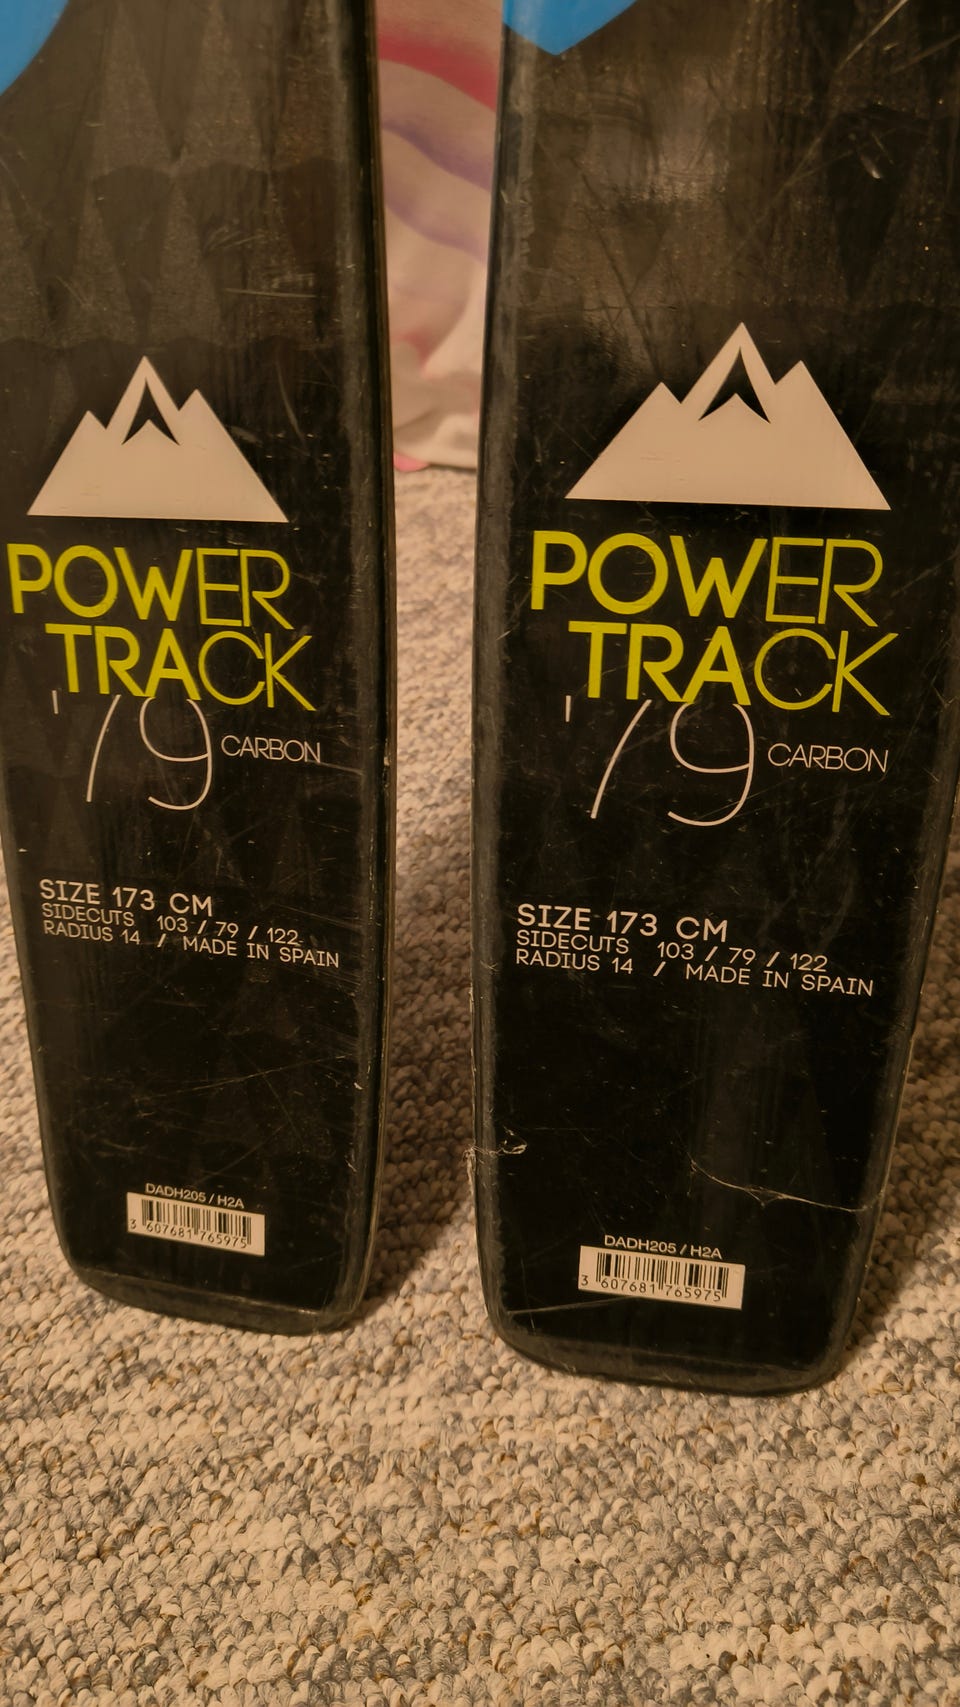 POWER
TRACK
'79 CARBON
SIZE 173 CM
SIDECUTS 103 / 79 / 122
RADIUS 14 / MADE IN SPAIN
DADH205 / H2A
3 607681 765975
POWER
TRACK
'79 CARBON
SIZE 173 CM
SIDECUTS 103 / 79 / 122
RADIUS 14 / MADE IN SPAIN
DADH205 / H2A
3 607681 765975